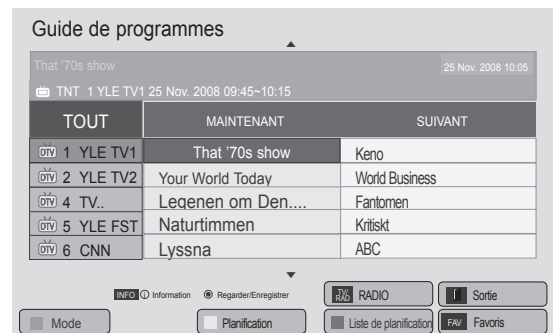 Guide de programmes
That '70s show 25 Nov. 2008 10:05
TNT 1 YLE TV1 25 Nov. 2008 09:45~10:15
TOUT MAINTENANT SUIVANT
DTV 1 YLE TV1 That '70s show Keno
DTV 2 YLE TV2 Your World Today World Business
DTV 4 TV.. Legenen om Den.... Fantomen
DTV 5 YLE FST Naturtimmen Kritiskt
DTV 6 CNN Lyssna ABC
INFO i Information Regarder/Enregistrer TV/RAD RADIO Sortie
Mode Planification Liste de planification FAV Favoris